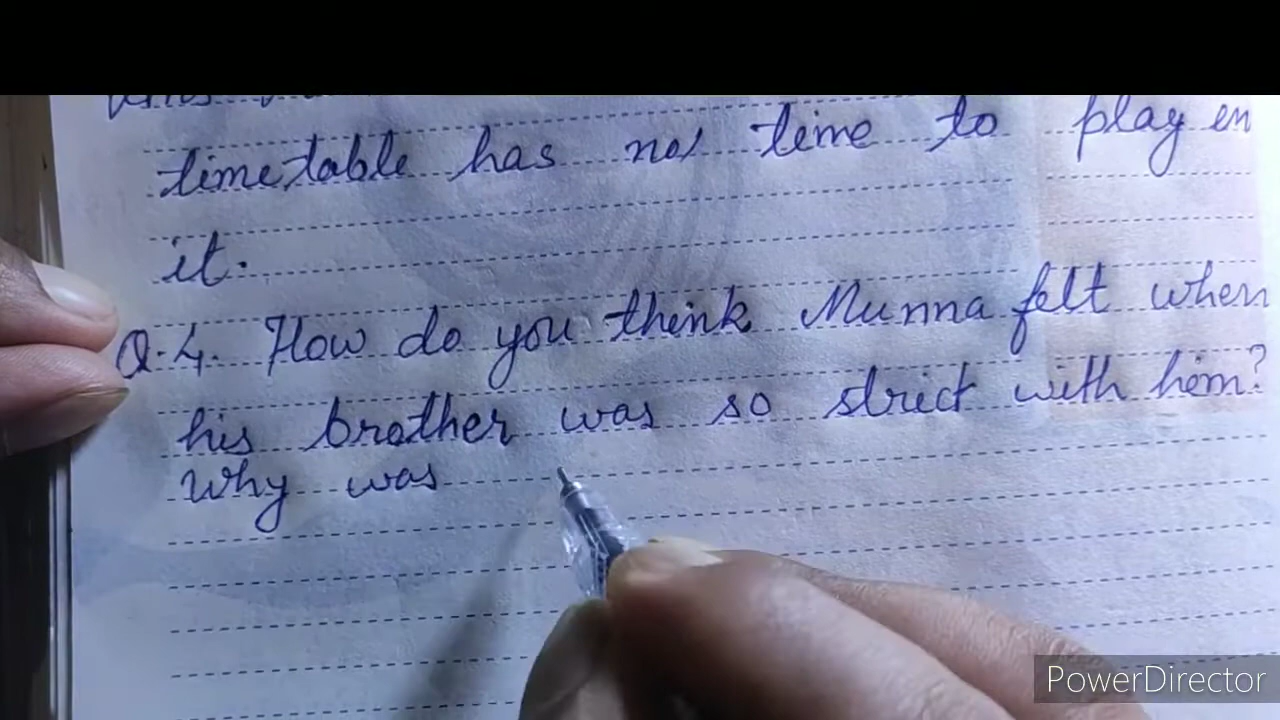 timetable has no time to play in
it.
Q.4. How do you think Munna felt when
his brother was so strict with him?
Why was
PowerDirector